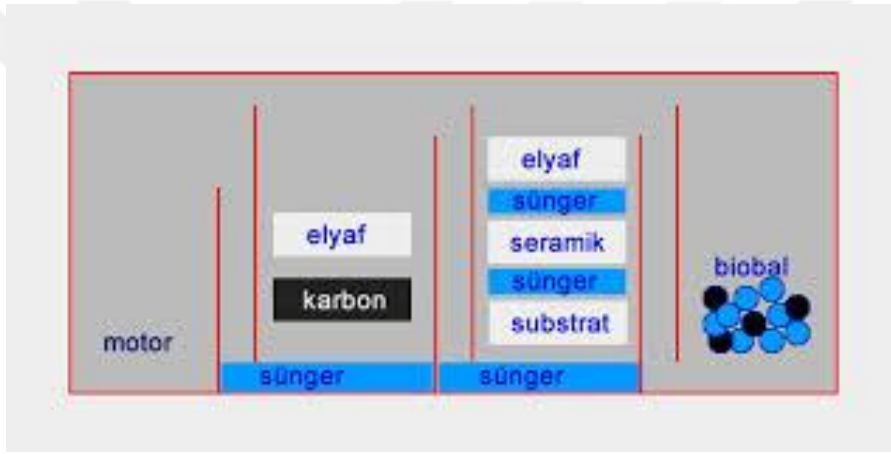 elyaf
sünger
elyaf
seramik
sünger
biobal
karbon
substrat
motor
sünger
sünger